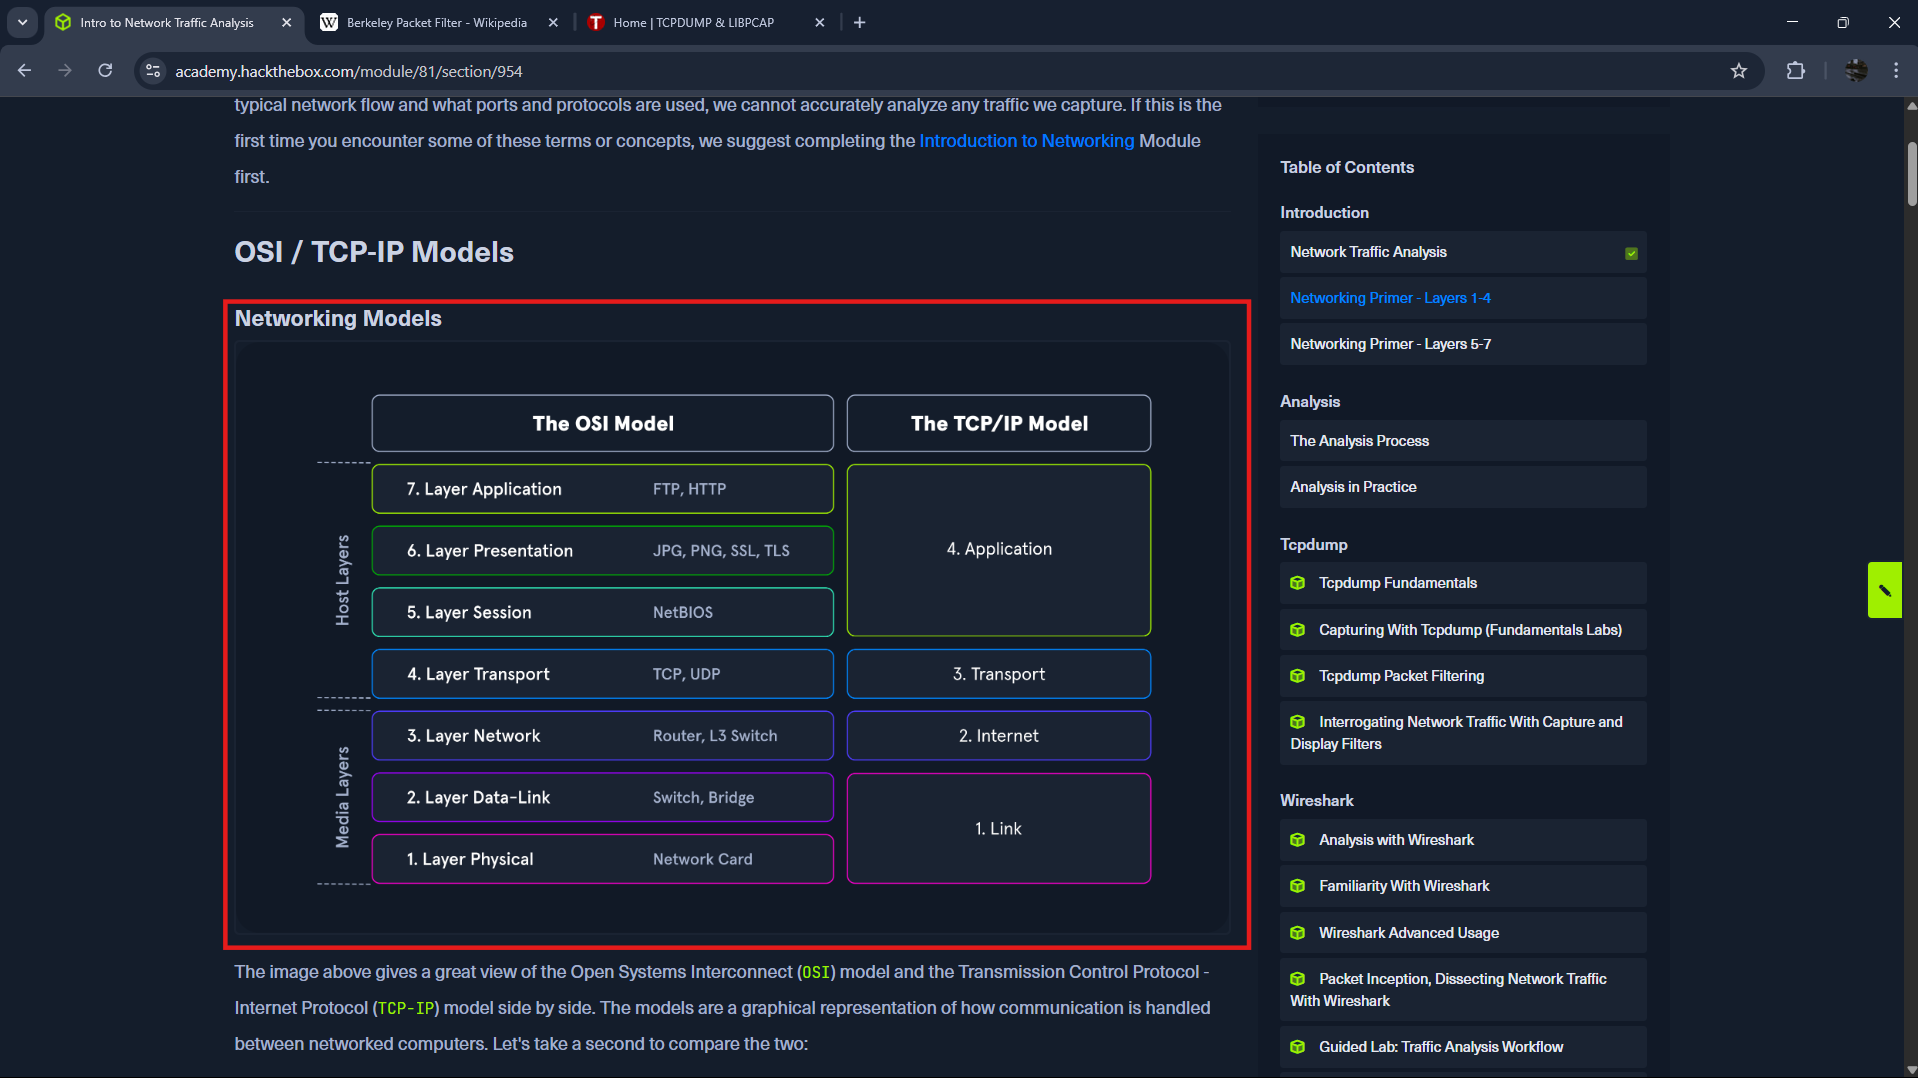 Intro to Network Traffic Analysis
Berkeley Packet Filter - Wikipedia
Home | TCPDUMP & LIBPCAP
academy.hackthebox.com/module/81/section/954
typical network flow and what ports and protocols are used, we cannot accurately analyze any traffic we capture. If this is the
first time you encounter some of these terms or concepts, we suggest completing the Introduction to Networking Module
first.
OSI / TCP-IP Models
Networking Models
The OSI Model
The TCP/IP Model
Host Layers
7. Layer Application FTP, HTTP
6. Layer Presentation JPG, PNG, SSL, TLS
5. Layer Session NetBIOS
4. Layer Transport TCP, UDP
Media Layers
3. Layer Network Router, L3 Switch
2. Layer Data-Link Switch, Bridge
1. Layer Physical Network Card
4. Application
3. Transport
2. Internet
1. Link
The image above gives a great view of the Open Systems Interconnect (OSI) model and the Transmission Control Protocol -
Internet Protocol (TCP-IP) model side by side. The models are a graphical representation of how communication is handled
between networked computers. Let's take a second to compare the two:
Table of Contents
Introduction
Network Traffic Analysis
Networking Primer - Layers 1-4
Networking Primer - Layers 5-7
Analysis
The Analysis Process
Analysis in Practice
Tcpdump
Tcpdump Fundamentals
Capturing With Tcpdump (Fundamentals Labs)
Tcpdump Packet Filtering
Interrogating Network Traffic With Capture and
Display Filters
Wireshark
Analysis with Wireshark
Familiarity With Wireshark
Wireshark Advanced Usage
Packet Inception, Dissecting Network Traffic
With Wireshark
Guided Lab: Traffic Analysis Workflow